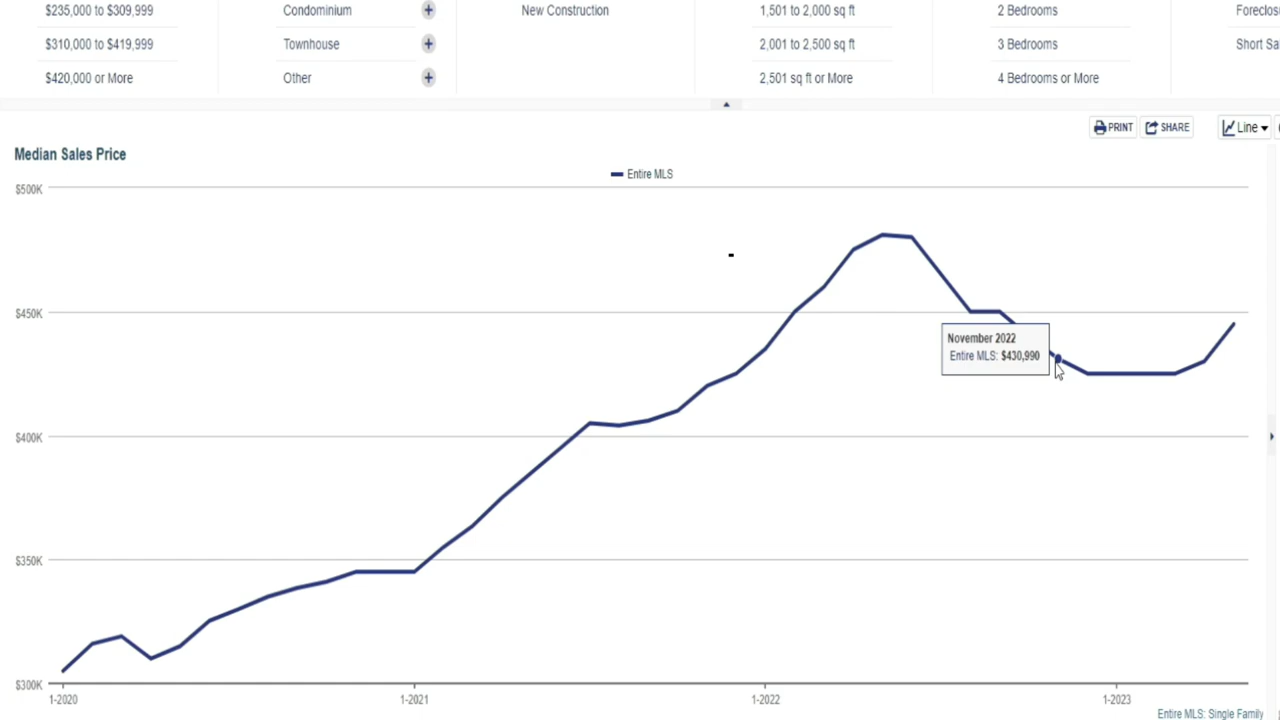 $235,000 to $309,999 Condominium + New Construction 1,501 to 2,000 sq ft 2 Bedrooms
$310,000 to $419,999 Townhouse + 2,001 to 2,500 sq ft 3 Bedrooms Short Sa
$420,000 or More Other + 2,501 sq ft or More 4 Bedrooms or More
PRINT SHARE Line
Median Sales Price
Entire MLS
$500K
$450K
November 2022
Entire MLS: $430,990
$400K
$350K
$300K
1-2020 1-2021 1-2022 1-2023
Entire MLS: Single Family